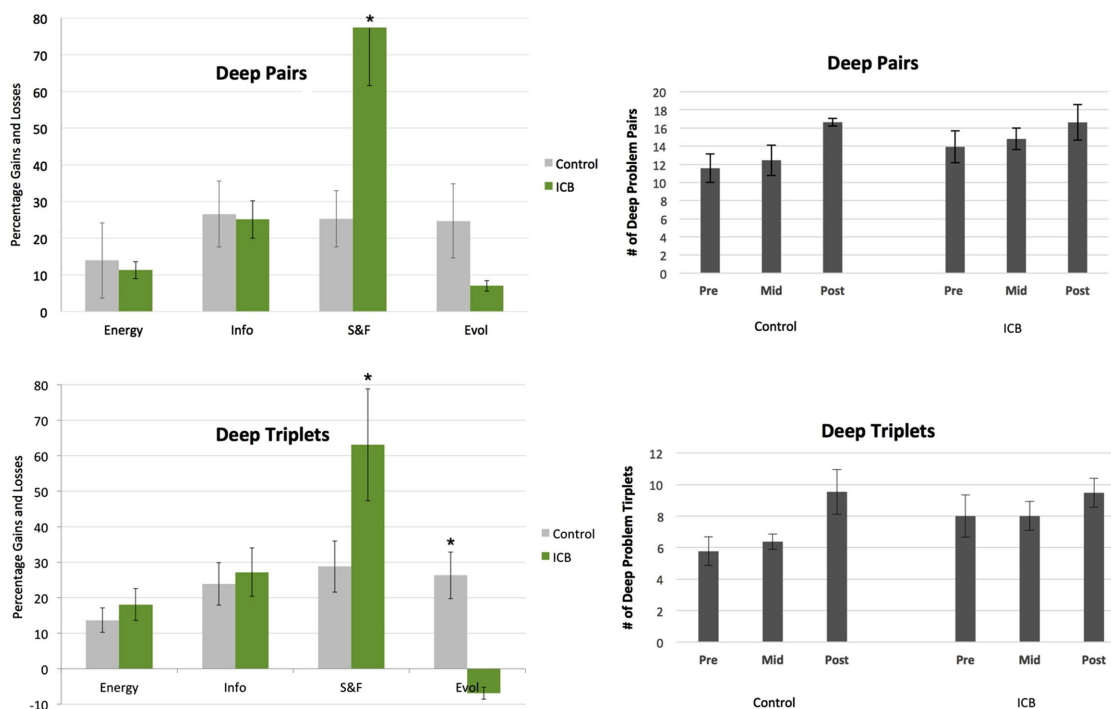 80
70
60
50
40
30
20
10
0
Percentage Gains and Losses
Deep Pairs
*
Control
ICB
Energy Info S&F Evol
Deep Pairs
20
18
16
14
12
10
8
6
4
2
0
# of Deep Problem Pairs
Pre Mid Post Pre Mid Post
Control ICB
80
70
60
50
40
30
20
10
0
-10
Percentage Gains and Losses
Deep Triplets
*
*
Control
ICB
Energy Info S&F Evol
Deep Triplets
12
10
8
6
4
2
0
# of Deep Problem Tirplets
Pre Mid Post Pre Mid Post
Control ICB